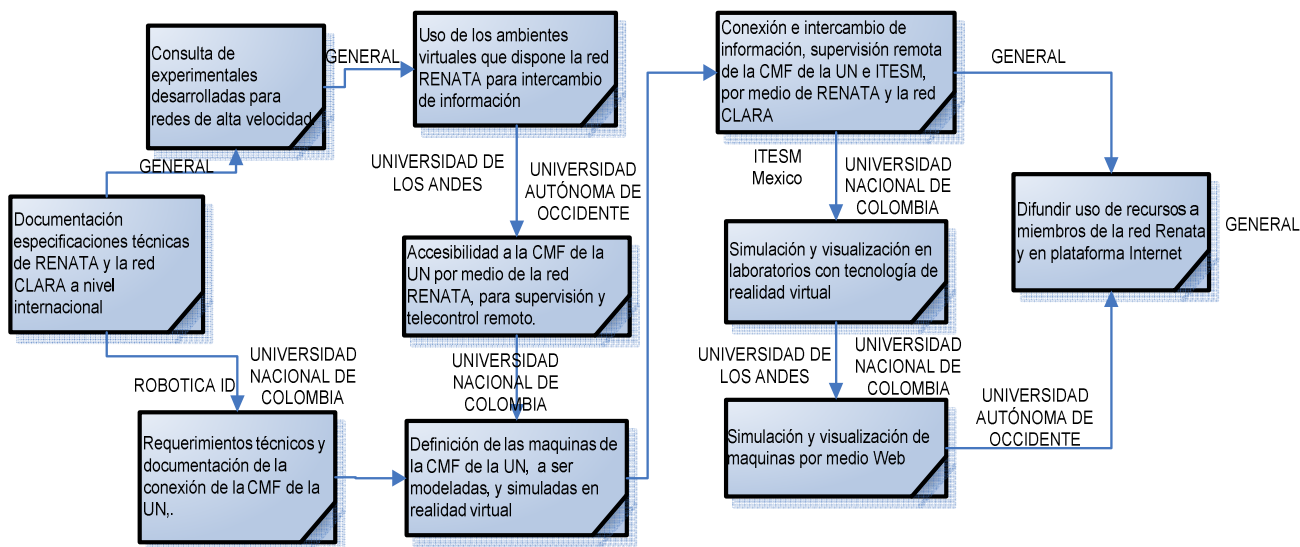 Consulta de
experimentales
desarrolladas para
redes de alta velocidad
GENERAL
Uso de los ambientes
virtuales que dispone la red
RENATA para intercambio
de información
Conexión e intercambio de
información, supervisión remota
de la CMF de la UN e ITESM,
por medio de RENATA y la red
CLARA
GENERAL
GENERAL
UNIVERSIDAD DE
LOS ANDES
UNIVERSIDAD
AUTÓNOMA DE
OCCIDENTE
ITESM
Mexico
UNIVERSIDAD
NACIONAL DE
COLOMBIA
Documentación
especificaciones técnicas
de RENATA y la red
CLARA a nivel
internacional
Accesibilidad a la CMF de la
UN por medio de la red
RENATA, para supervisión y
telecontrol remoto.
Simulación y visualización en
laboratorios con tecnología de
realidad virtual
Difundir uso de recursos a
miembros de la red Renata
y en plataforma Internet
GENERAL
ROBOTICA ID
UNIVERSIDAD
NACIONAL DE
COLOMBIA
UNIVERSIDAD
NACIONAL DE
COLOMBIA
UNIVERSIDAD DE
LOS ANDES
UNIVERSIDAD
NACIONAL DE
COLOMBIA
UNIVERSIDAD
AUTÓNOMA DE
OCCIDENTE
Requerimientos técnicos y
documentación de la
conexión de la CMF de la
UN,.
Definición de las maquinas de
la CMF de la UN, a ser
modeladas, y simuladas en
realidad virtual
Simulación y visualización de
maquinas por medio Web